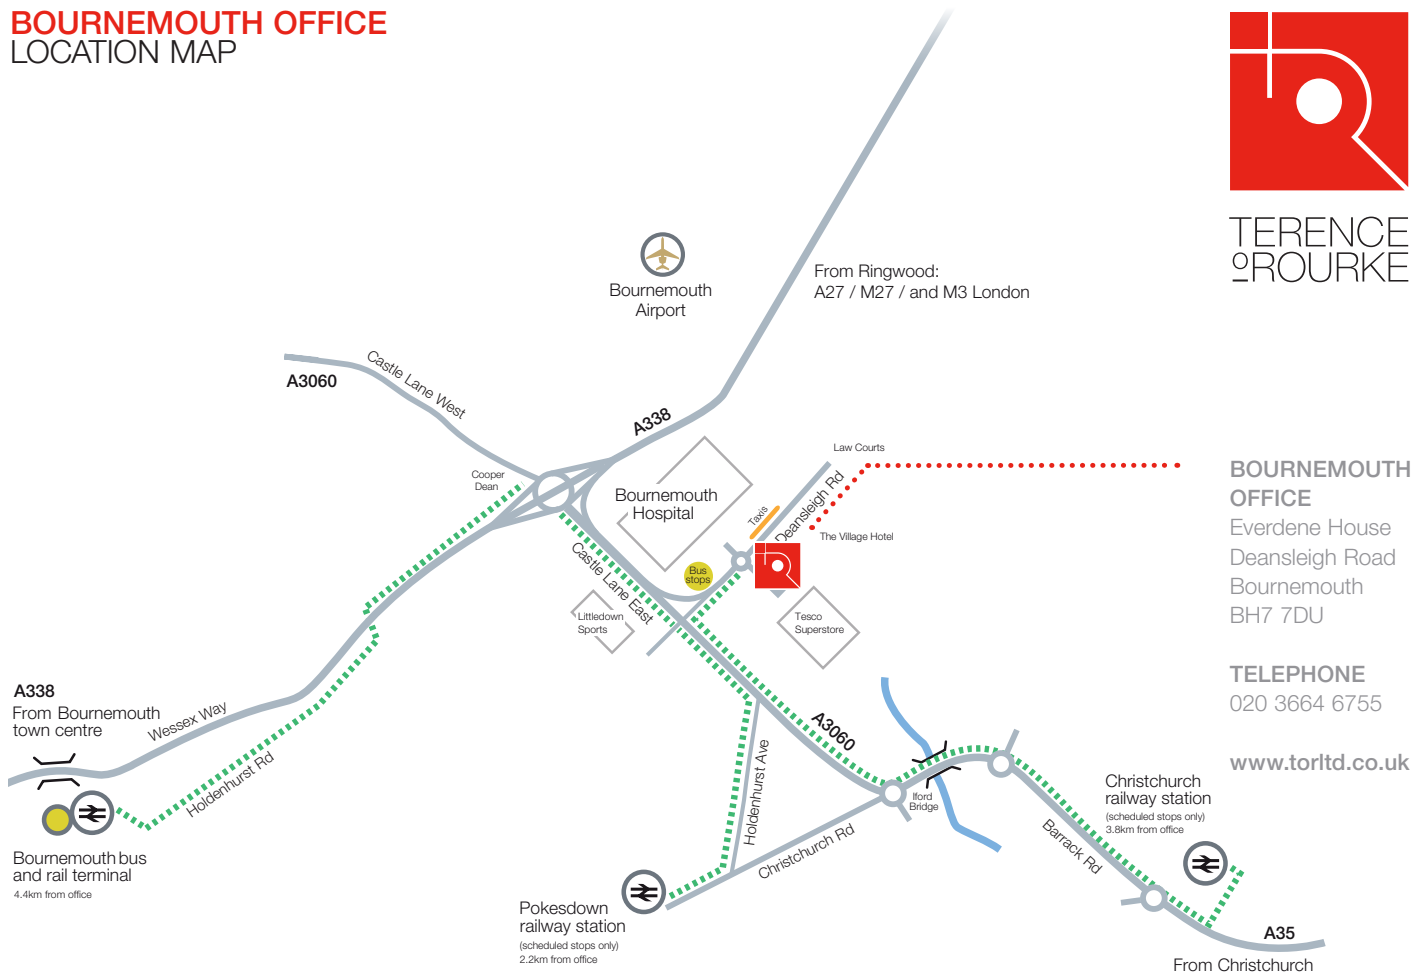 BOURNEMOUTH OFFICE
LOCATION MAP
TERENCE
O'ROURKE
Bournemouth
Airport
From Ringwood:
A27 / M27 / and M3 London
A3060
Castle Lane West
A338
Law Courts
Cooper
Dean
Bournemouth
Hospital
Taxis
Deansleigh Rd
The Village Hotel
Bus
stops
Castle Lane East
Littledown
Sports
Tesco
Superstore
BOURNEMOUTH
OFFICE
Everdene House
Deansleigh Road
Bournemouth
BH7 7DU
TELEPHONE
020 3664 6755
www.torltd.co.uk
A338
From Bournemouth
town centre
Wessex Way
Holdenhurst Rd
A3060
Holdenhurst Ave
Iford
Bridge
Christchurch Rd
Barrack Rd
Christchurch
railway station
(scheduled stops only)
3.8km from office
Bournemouth bus
and rail terminal
4.4km from office
Pokesdown
railway station
(scheduled stops only)
2.2km from office
A35
From Christchurch